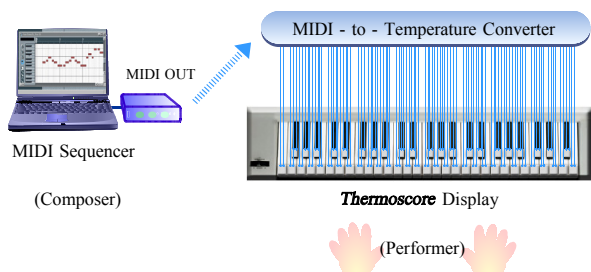 MIDI - to - Temperature Converter
MIDI OUT
MIDI Sequencer
(Composer)
Thermoscore Display
(Performer)